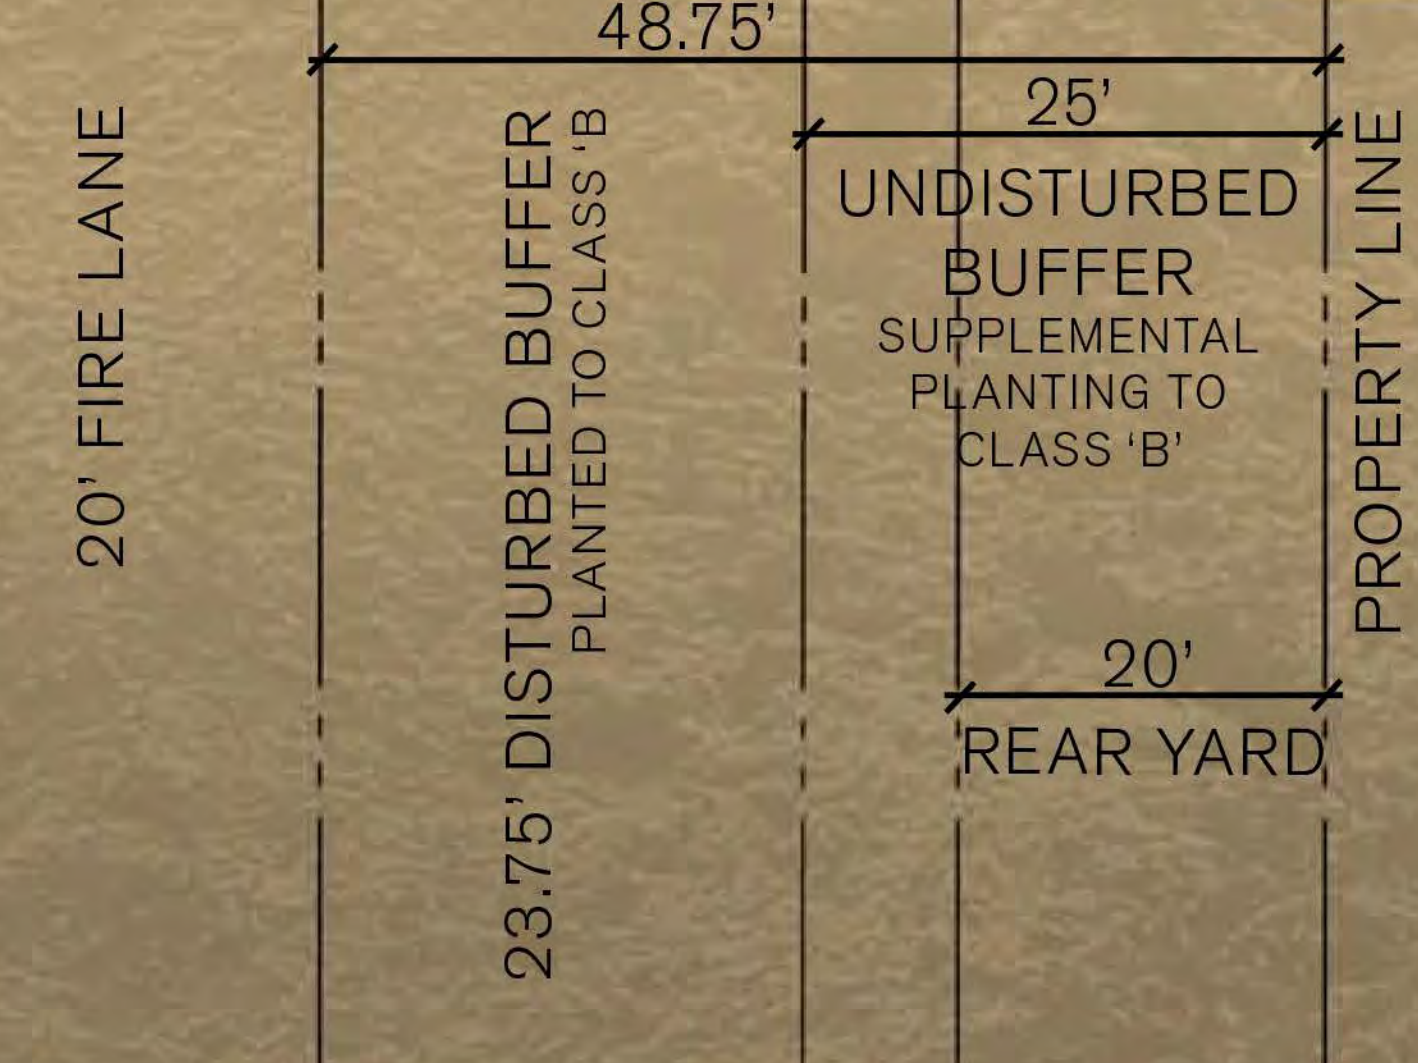 48.75'
25'
20' FIRE LANE
23.75' DISTURBED BUFFER
PLANTED TO CLASS ‘B
UNDISTURBED
BUFFER
SUPPLEMENTAL
PLANTING TO
CLASS ‘B’
PROPERTY LINE
20'
REAR YARD